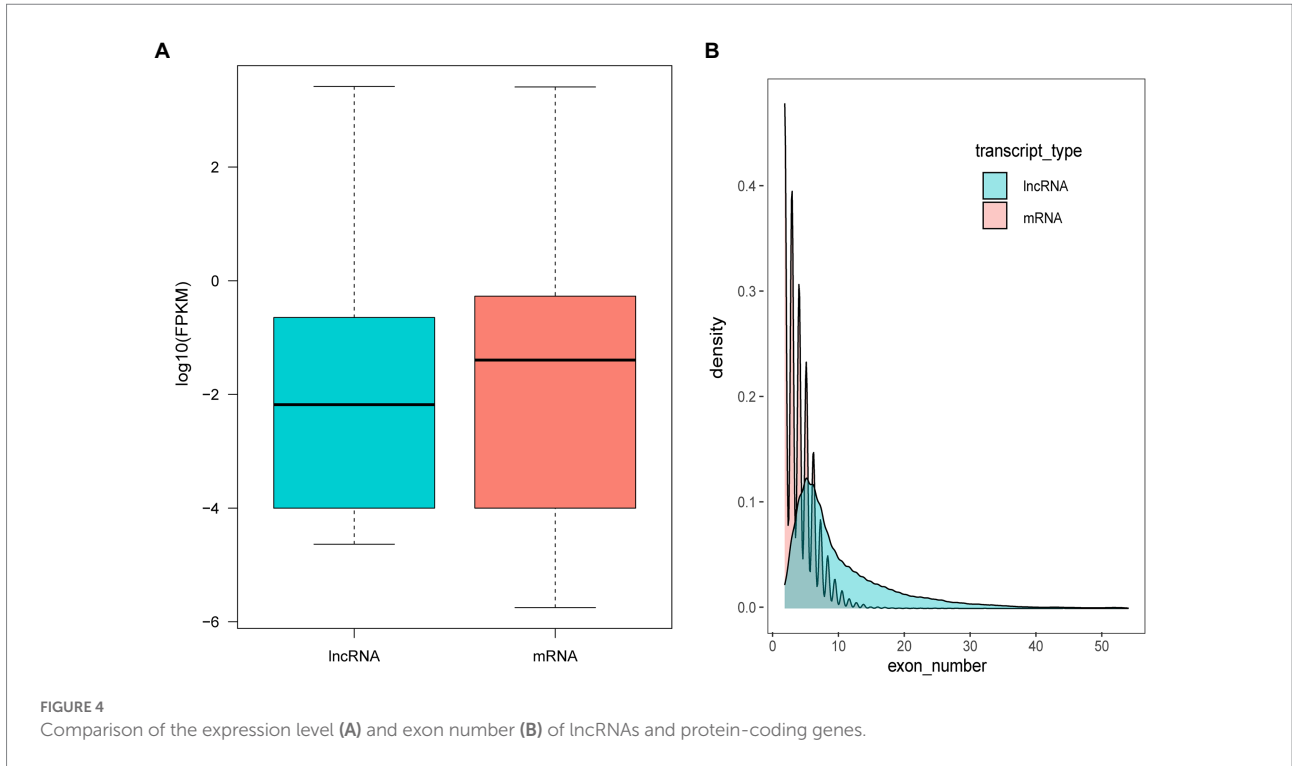 A
B
log10(FPKM)
2
0
−2
−4
−6
lncRNA
mRNA
density
0.4
0.3
0.2
0.1
0.0
transcript_type
lncRNA
mRNA
0
10
20
30
40
50
exon_number
FIGURE 4
Comparison of the expression level (A) and exon number (B) of lncRNAs and protein-coding genes.